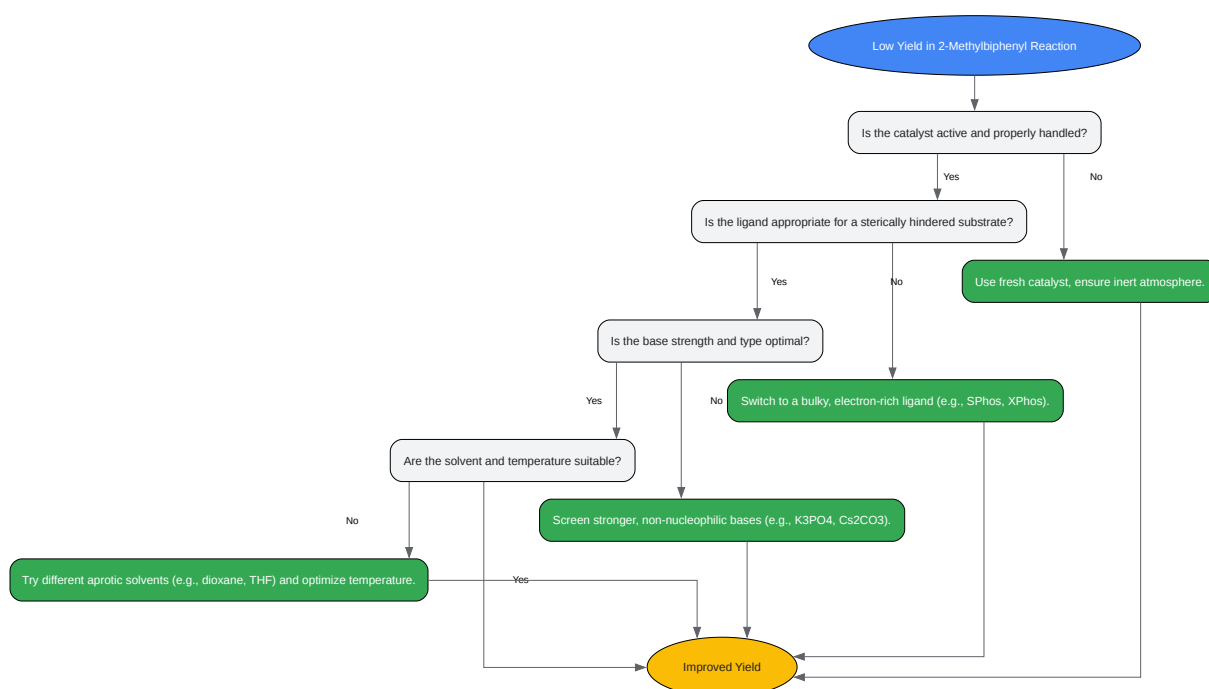 Low Yield in 2-Methylbiphenyl Reaction
Is the catalyst active and properly handled?
Yes
No
Is the ligand appropriate for a sterically hindered substrate?
Yes
No
Use fresh catalyst, ensure inert atmosphere.
Is the base strength and type optimal?
Yes
No
Switch to a bulky, electron-rich ligand (e.g., SPhos, XPhos).
Are the solvent and temperature suitable?
No
Screen stronger, non-nucleophilic bases (e.g., K3PO4, Cs2CO3).
Try different aprotic solvents (e.g., dioxane, THF) and optimize temperature.
Yes
Improved Yield